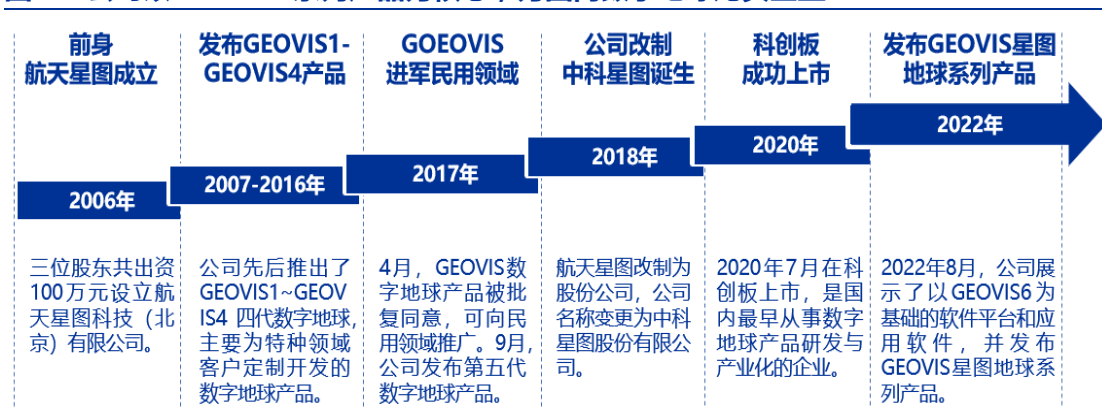 前身
航天星图成立
发布GEOVIS1-
GEOVIS4产品
GOEOVIS
进军民用领域
公司改制
中科星图诞生
科创板
成功上市
发布GEOVIS星图
地球系列产品
2006年
2007-2016年
2017年
2018年
2020年
2022年
三位股东共出资
100万元设立航
天星图科技（北
京）有限公司。
公司先后推出了
GEOVIS1~GEOV
IS4 四代数字地球，
主要为特种领域
客户定制开发的
数字地球产品。
4月，GEOVIS数
字地球产品被批
复同意，可向民
用领域推广。9月，
公司发布第五代
数字地球产品。
航天星图改制为
股份公司，公司
名称变更为中科
星图股份有限公
司。
2020年7月在科
创板上市，是国
内最早从事数字
地球产品研发与
产业化的企业。
2022年8月，公司展
示了以GEOVIS6为
基础的软件平台和应
用软件，并发布
GEOVIS星图地球系
列产品。